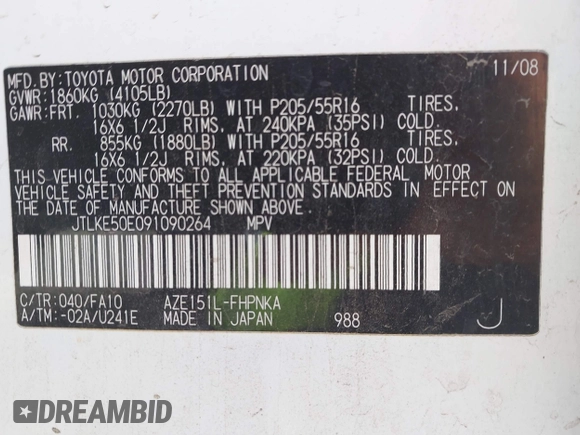 MFD.BY:TOYOTA MOTOR CORPORATION 11/08
GVWR:1860KG (4105LB)
GAWR:FRT. 1030KG (2270LB) WITH P205/55R16 TIRES.
16X6 1/2J RIMS. AT 240KPA (35PSI) COLD.
RR. 855KG (1880LB) WITH P205/55R16 TIRES.
16X6 1/2J RIMS. AT 220KPA (32PSI) COLD.
THIS VEHICLE CONFORMS TO ALL APPLICABLE FEDERAL MOTOR
VEHICLE SAFETY AND THEFT PREVENTION STANDARDS IN EFFECT ON
THE DATE OF MANUFACTURE SHOWN ABOVE.
JTLKE50E091090264 MPV
C/TR:040/FA10 AZE151L-FHPNKA
A/TM:-02A/U241E MADE IN JAPAN 988 J
DREAMBID